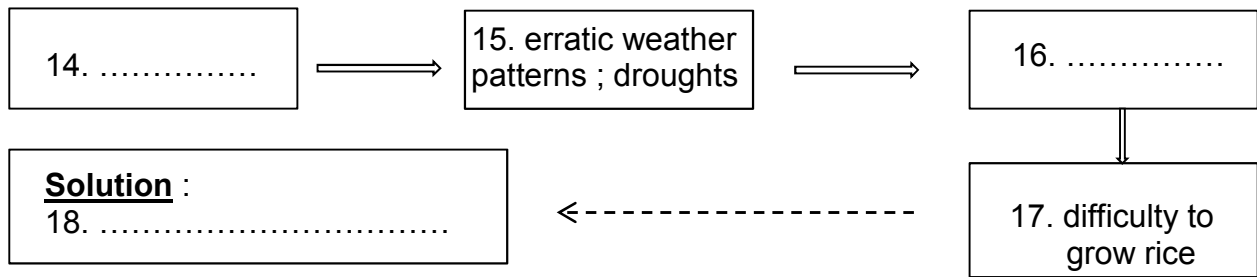 14. ...............
15. erratic weather
patterns ; droughts
16. ...............
Solution :
18. .................................
17. difficulty to
grow rice